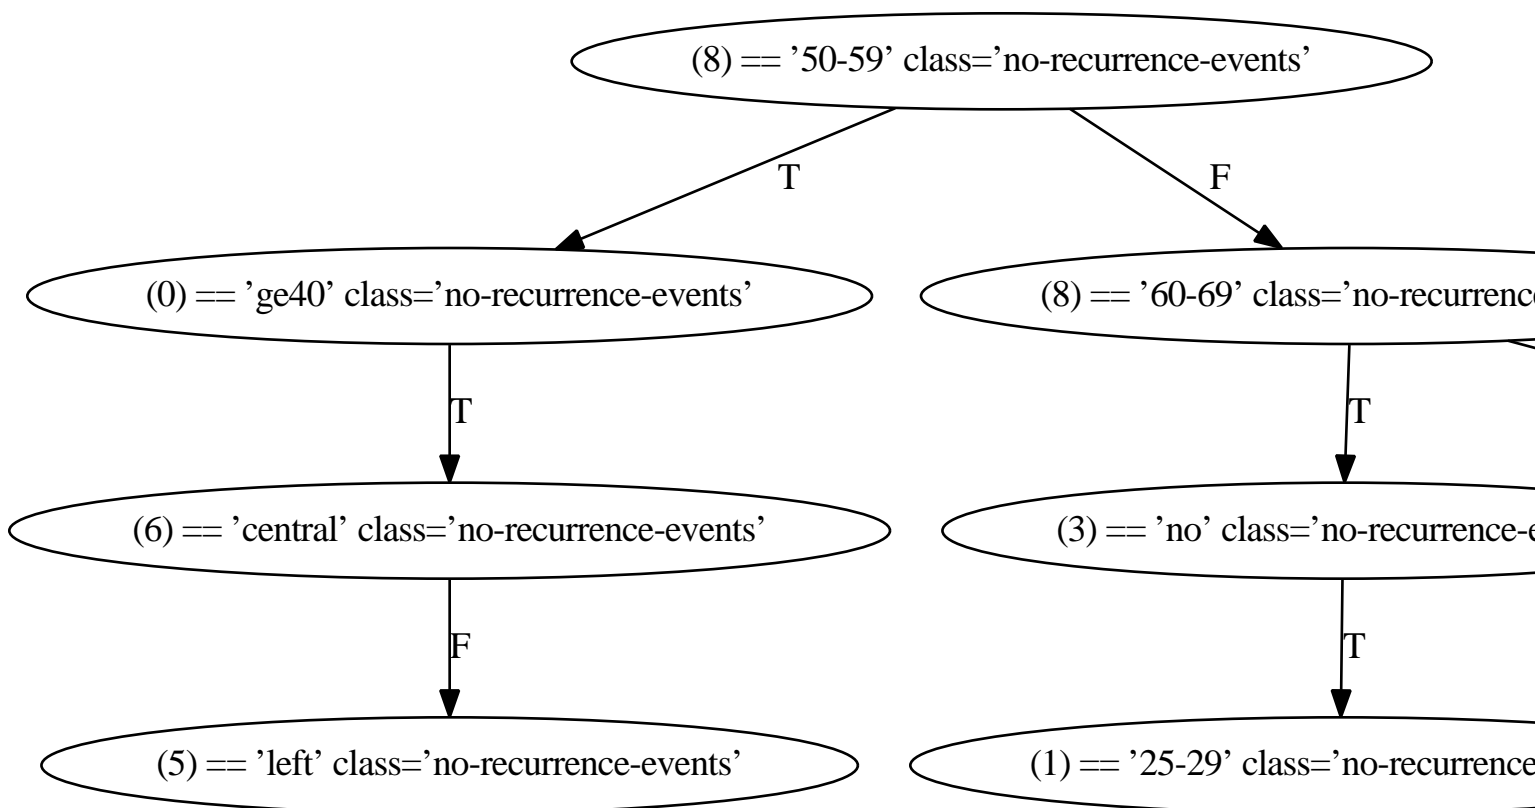 (8) == ’50-59’ class=’no-recurrence-events’
T
F
(0) == ’ge40’ class=’no-recurrence-events’
(8) == ’60-69’ class=’no-recurrenc
T
T
(6) == ’central’ class=’no-recurrence-events’
(3) == ’no’ class=’no-recurrence-e
F
T
(5) == ’left’ class=’no-recurrence-events’
(1) == ’25-29’ class=’no-recurrence